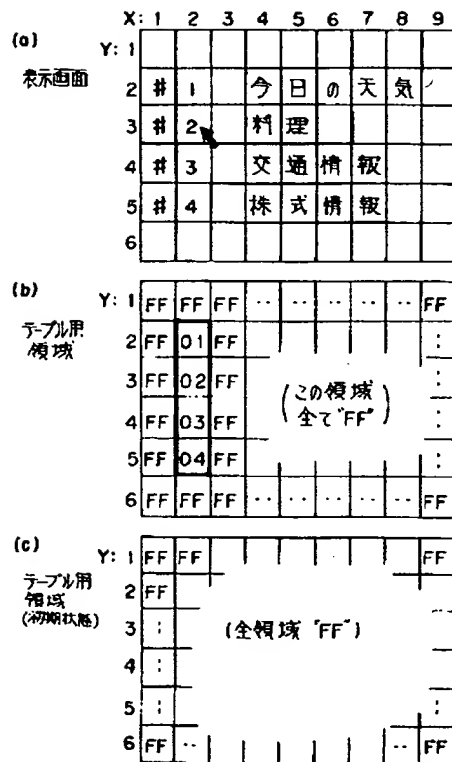 X: 1 2 3 4 5 6 7 8 9
(a)
Y: 1
表示画面
2 # 1 今 日 の 天 気
3 # 2 料 理
4 # 3 交 通 情 報
5 # 4 株 式 情 報
6
(b)
Y: 1 FF FF FF ‥ ‥ ‥ ‥ ‥ FF
テーブル用
領域
2 FF 01 FF :
3 FF 02 FF :
(この領域
全て"FF")
4 FF 03 FF :
5 FF 04 FF :
6 FF FF FF ‥ ‥ ‥ ‥ ‥ FF
(c)
Y: 1 FF FF FF
テーブル用
領域
(初期状態)
2 FF
3 :
(全領域"FF")
4 :
5 : :
6 FF ‥ ‥ FF